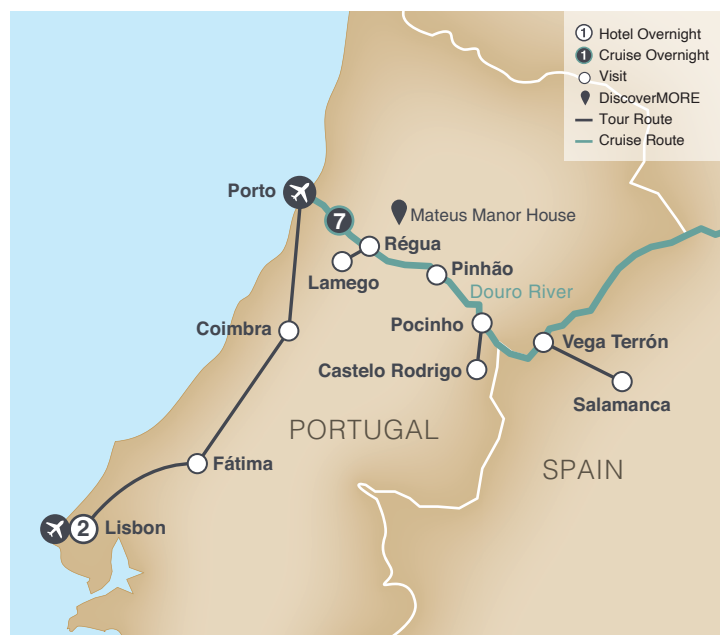 1 Hotel Overnight
1 Cruise Overnight
Visit
DiscoverMORE
Tour Route
Cruise Route
Porto
7
Mateus Manor House
Régua
Lamego
Pinhão
Douro River
Coimbra
Pocinho
Vega Terrón
Castelo Rodrigo
Salamanca
PORTUGAL
Fátima
SPAIN
2 Lisbon